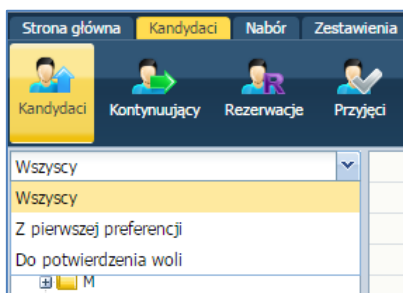 Strona główna Kandydaci Nabór Zestawienia
Kandydaci Kontynuujący Rezerwacje Przyjęci
Wszyscy
Wszyscy
Z pierwszej preferencji
Do potwierdzenia woli
M